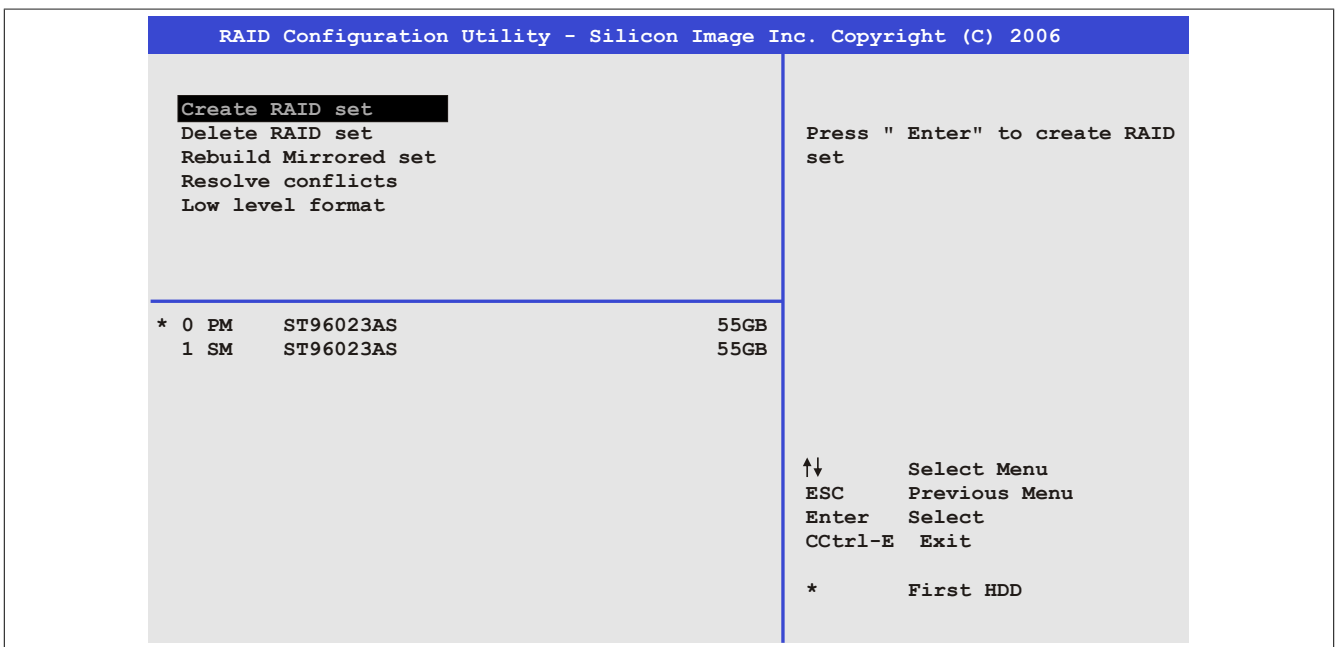 RAID Configuration Utility - Silicon Image Inc. Copyright (C) 2006
Create RAID set
Delete RAID set
Rebuild Mirrored set
Resolve conflicts
Low level format
Press " Enter" to create RAID
set
* 0 PM ST96023AS 55GB
1 SM ST96023AS 55GB
↑↓ Select Menu
ESC Previous Menu
Enter Select
CCtrl-E Exit
* First HDD